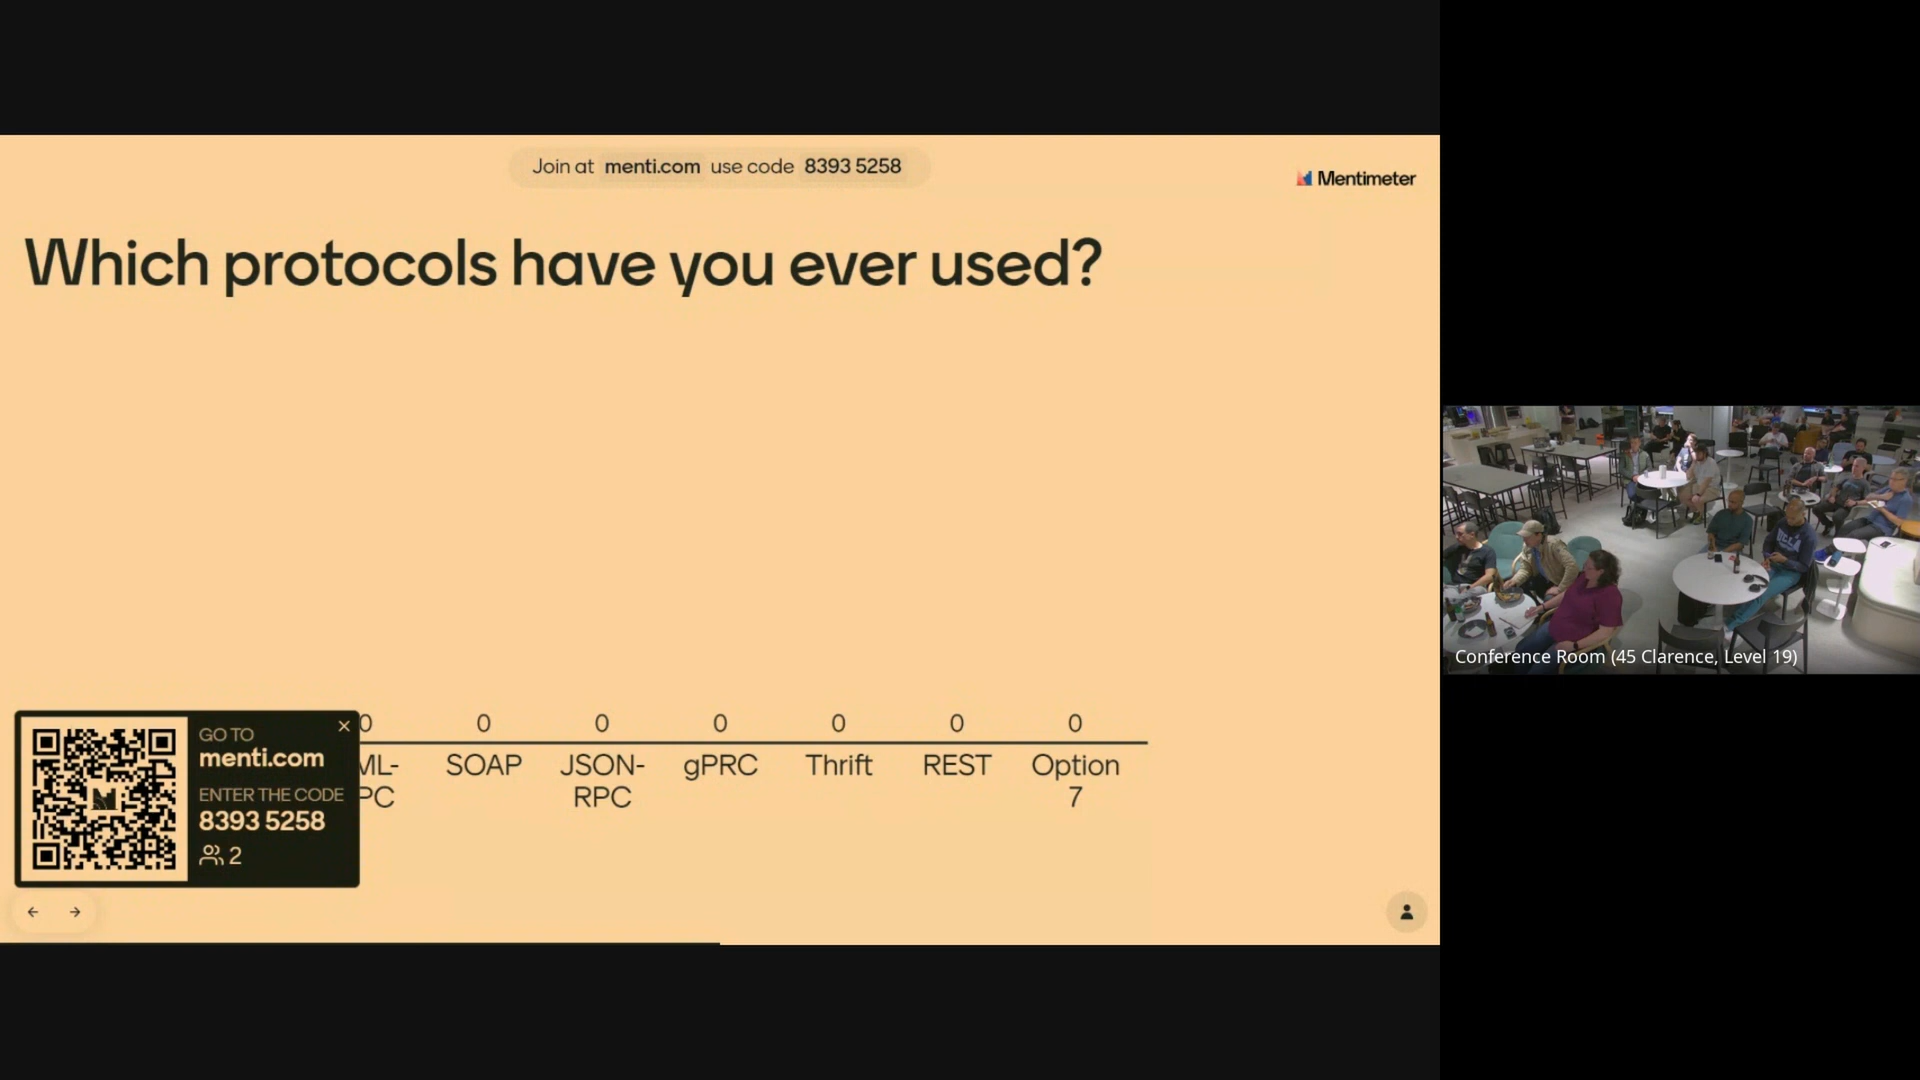 Join at menti.com use code 8393 5258
Mentimeter
Which protocols have you ever used?
0 0 0 0 0 0 0
ML- SOAP JSON- gPRC Thrift REST Option
PC RPC 7
GO TO
menti.com
ENTER THE CODE
8393 5258
2
UCLA
Conference Room (45 Clarence, Level 19)